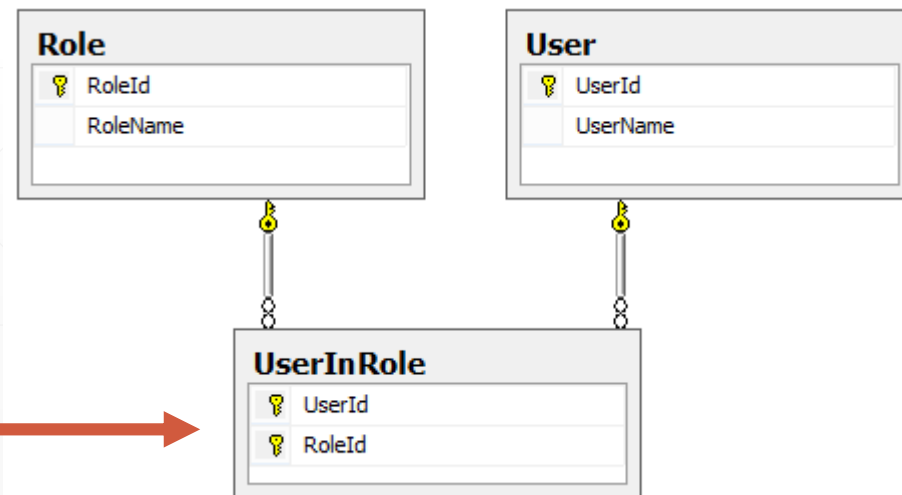 Role
RoleId
RoleName
User
UserId
UserName
UserInRole
UserId
RoleId